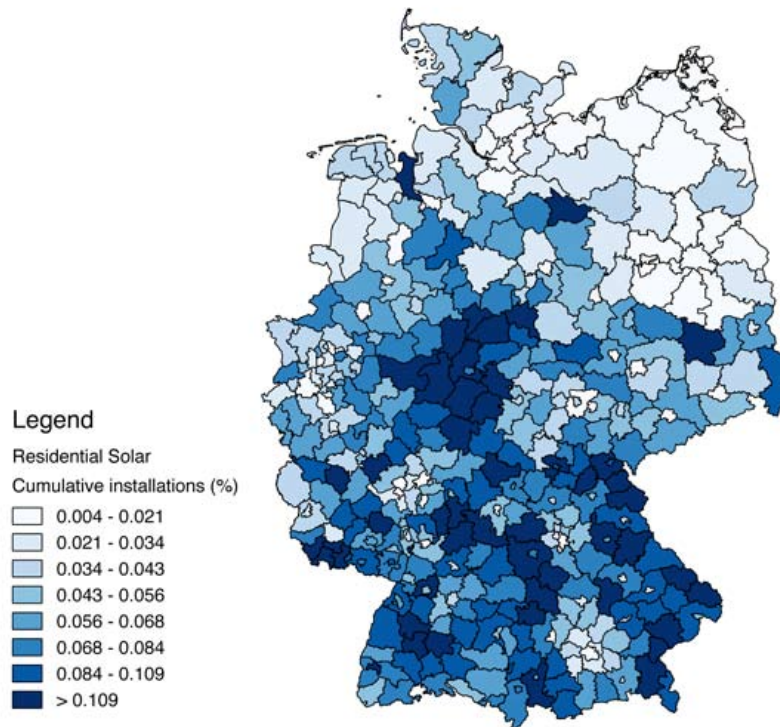 Legend
Residential Solar
Cumulative installations (%)
0.004 - 0.021
0.021 - 0.034
0.034 - 0.043
0.043 - 0.056
0.056 - 0.068
0.068 - 0.084
0.084 - 0.109
> 0.109